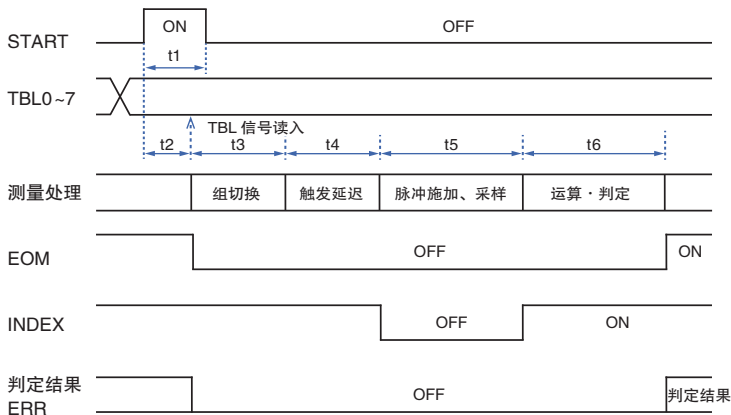 START
ON
OFF
t1
TBL0~7
TBL 信号读入
t2
t3
t4
t5
t6
测量处理
组切换
触发延迟
脉冲施加、采样
运算·判定
EOM
OFF
ON
INDEX
OFF
ON
判定结果
ERR
OFF
判定结果